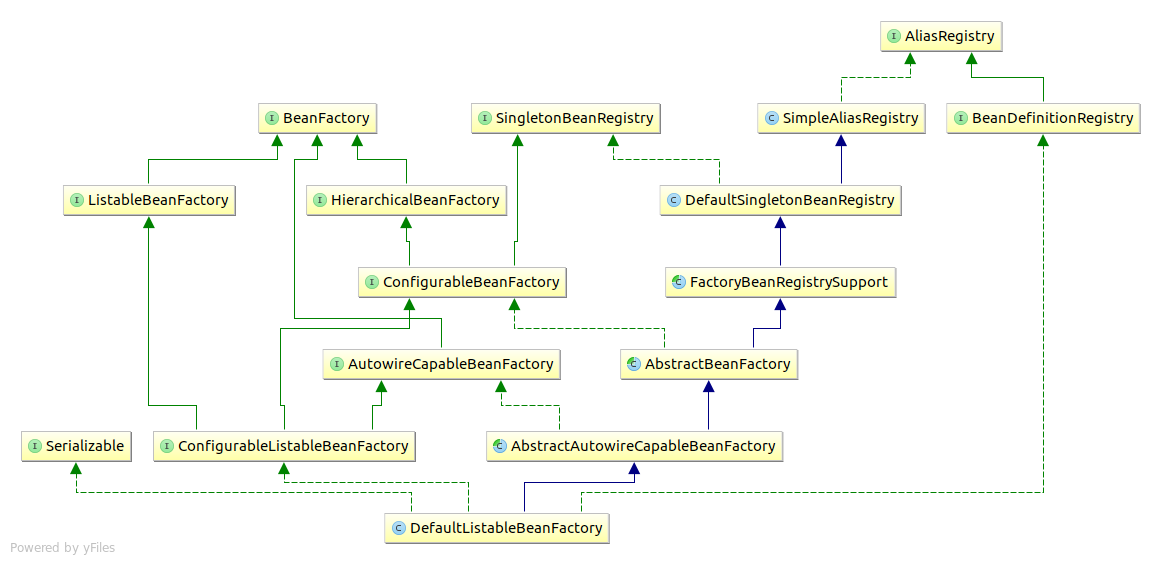 I AliasRegistry
I BeanFactory
I SingletonBeanRegistry
C SimpleAliasRegistry
I BeanDefinitionRegistry
I ListableBeanFactory
I HierarchicalBeanFactory
C DefaultSingletonBeanRegistry
I ConfigurableBeanFactory
C FactoryBeanRegistrySupport
I AutowireCapableBeanFactory
C AbstractBeanFactory
I Serializable
I ConfigurableListableBeanFactory
C AbstractAutowireCapableBeanFactory
C DefaultListableBeanFactory
Powered by yFiles